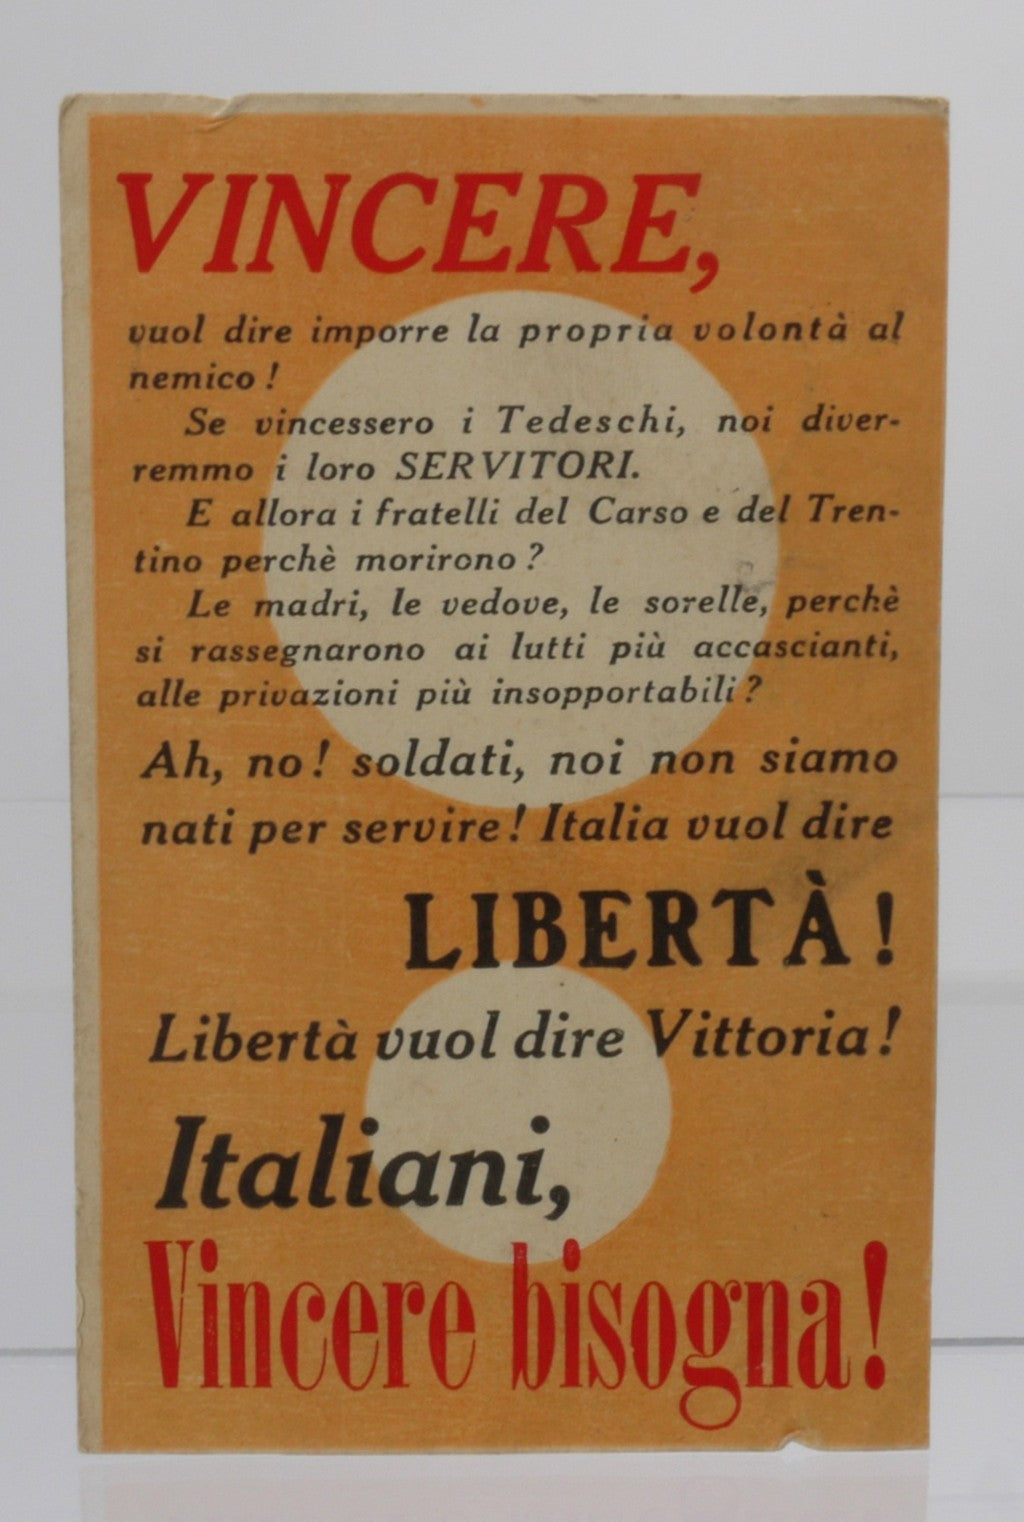 VINCERE,
vuol dire imporre la propria volontà al
nemico !
Se vincessero i Tedeschi, noi diver-
remmo i loro SERVITORI.
E allora i fratelli del Carso e del Tren-
tino perchè morirono ?
Le madri, le vedove, le sorelle, perchè
si rassegnarono ai lutti più accascianti,
alle privazioni più insopportabili ?
Ah, no ! soldati, noi non siamo
nati per servire ! Italia vuol dire
LIBERTÀ !
Libertà vuol dire Vittoria !
Italiani,
Vincere bisogna !